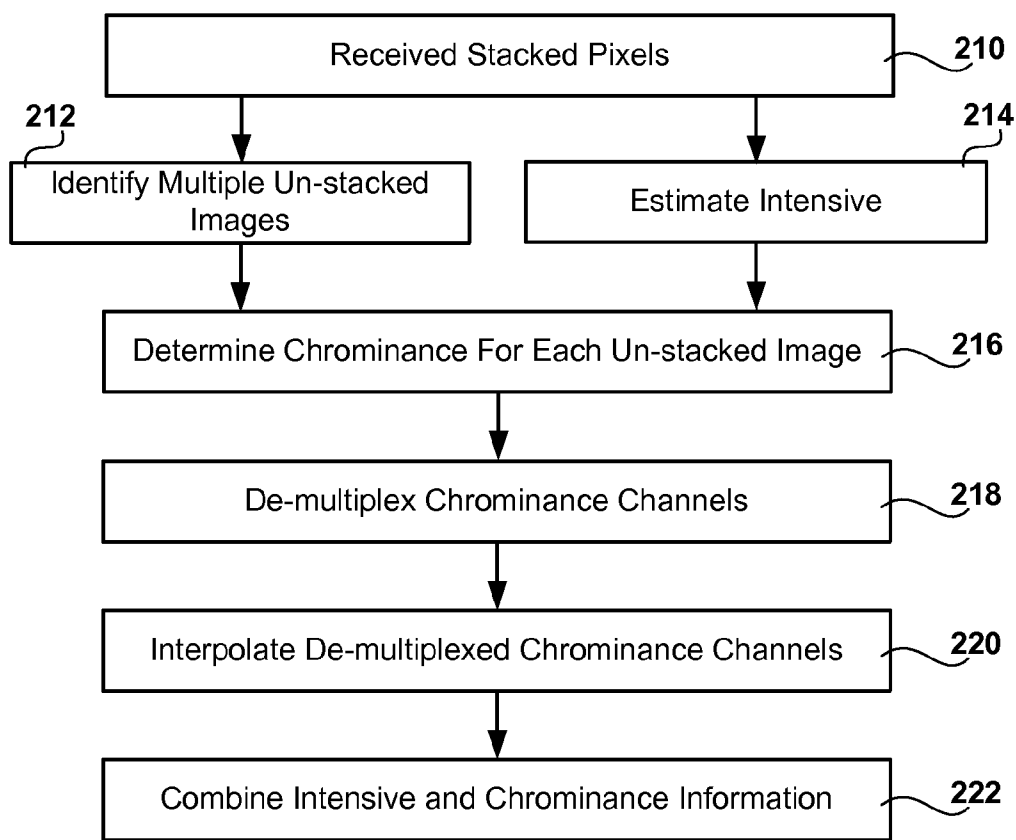 Received Stacked Pixels
210
212
214
Identify Multiple Un-stacked
Images
Estimate Intensive
Determine Chrominance For Each Un-stacked Image
216
De-multiplex Chrominance Channels
218
Interpolate De-multiplexed Chrominance Channels
220
Combine Intensive and Chrominance Information
222